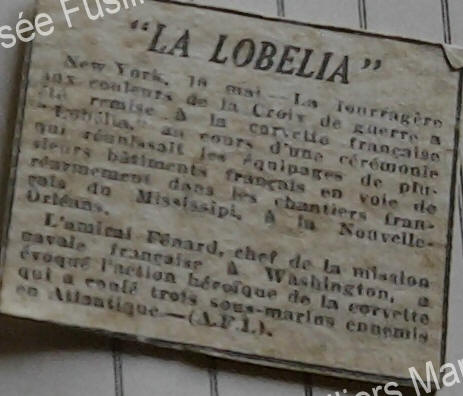 sée Fusil
"LA LOBELIA"
New York, 18 mai.— La fourragère
aux couleurs de la Croix de guerre a
été remise à la corvette française
"Lobélia," au cours d'une cérémonie
qui réunissait les équipages de plu-
sieurs bâtiments français en voie de
réarmement dans les chantiers fran-
çais du Mississipi, à la Nouvelle-
Orléans.
L'amiral Fénard, chef de la mission
navale française à Washington, a
évoqué l'action héroïque de la corvette
qui a coulé trois sous-marins ennemis
en Atlantique.—(A.F.I.).
illiers Mar